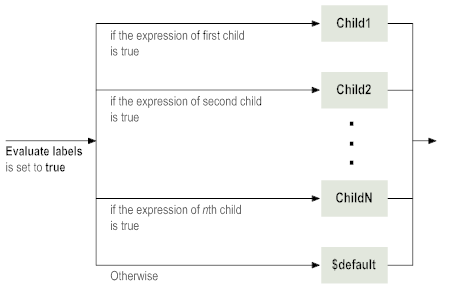 Child1
if the expression of first child
is true
Child2
if the expression of second child
is true
Evaluate labels
is set to true
ChildN
if the expression of nth child
is true
$default
Otherwise